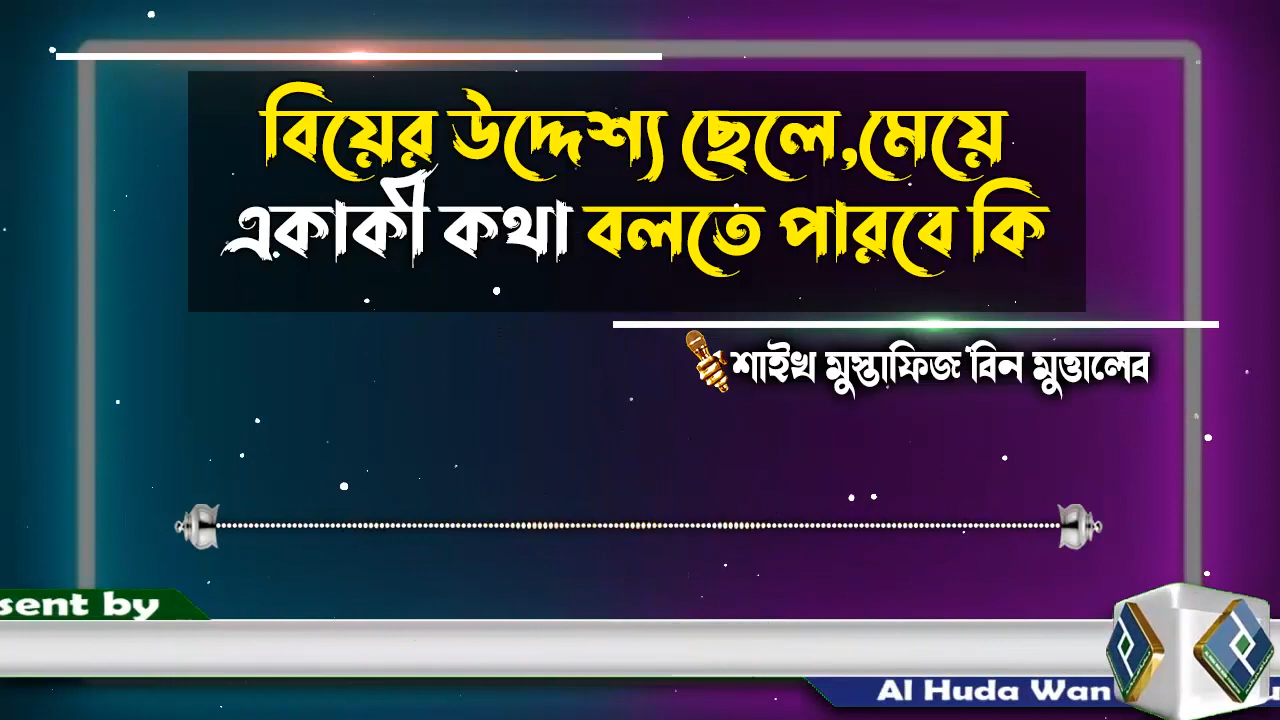 বিয়ের উদ্দেশ্য ছেলে,মেয়ে
একাকী কথা বলতে পারবে কি
শাইখ মুস্তাফিজ বিন মুত্তালেব
sent by
Al Huda Wan